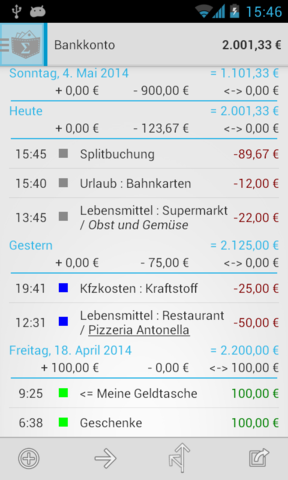 15:46
Bankkonto 2.001,33 €
Sonntag, 4. Mai 2014 = 1.101,33 €
+ 0,00 € - 900,00 € <-> 0,00 €
Heute = 2.001,33 €
+ 0,00 € - 123,67 € <-> 0,00 €
15:45 Splitbuchung -89,67 €
15:40 Urlaub : Bahnkarten -12,00 €
13:45 Lebensmittel : Supermarkt -22,00 €
/ Obst und Gemüse
Gestern = 2.125,00 €
+ 0,00 € - 75,00 € <-> 0,00 €
19:41 Kfzkosten : Kraftstoff -25,00 €
12:31 Lebensmittel : Restaurant -50,00 €
/ Pizzeria Antonella
Freitag, 18. April 2014 = 2.200,00 €
+ 100,00 € - 0,00 € <-> 100,00 €
9:25 <= Meine Geldtasche 100,00 €
6:38 Geschenke 100,00 €